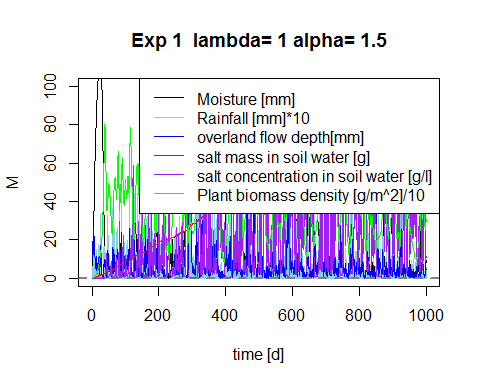 Exp 1 lambda= 1 alpha= 1.5
M
100
80
60
40
20
0
Moisture [mm]
Rainfall [mm]*10
overland flow depth[mm]
salt mass in soil water [g]
salt concentration in soil water [g/l]
Plant biomass density [g/m^2]/10
0 200 400 600 800 1000
time [d]